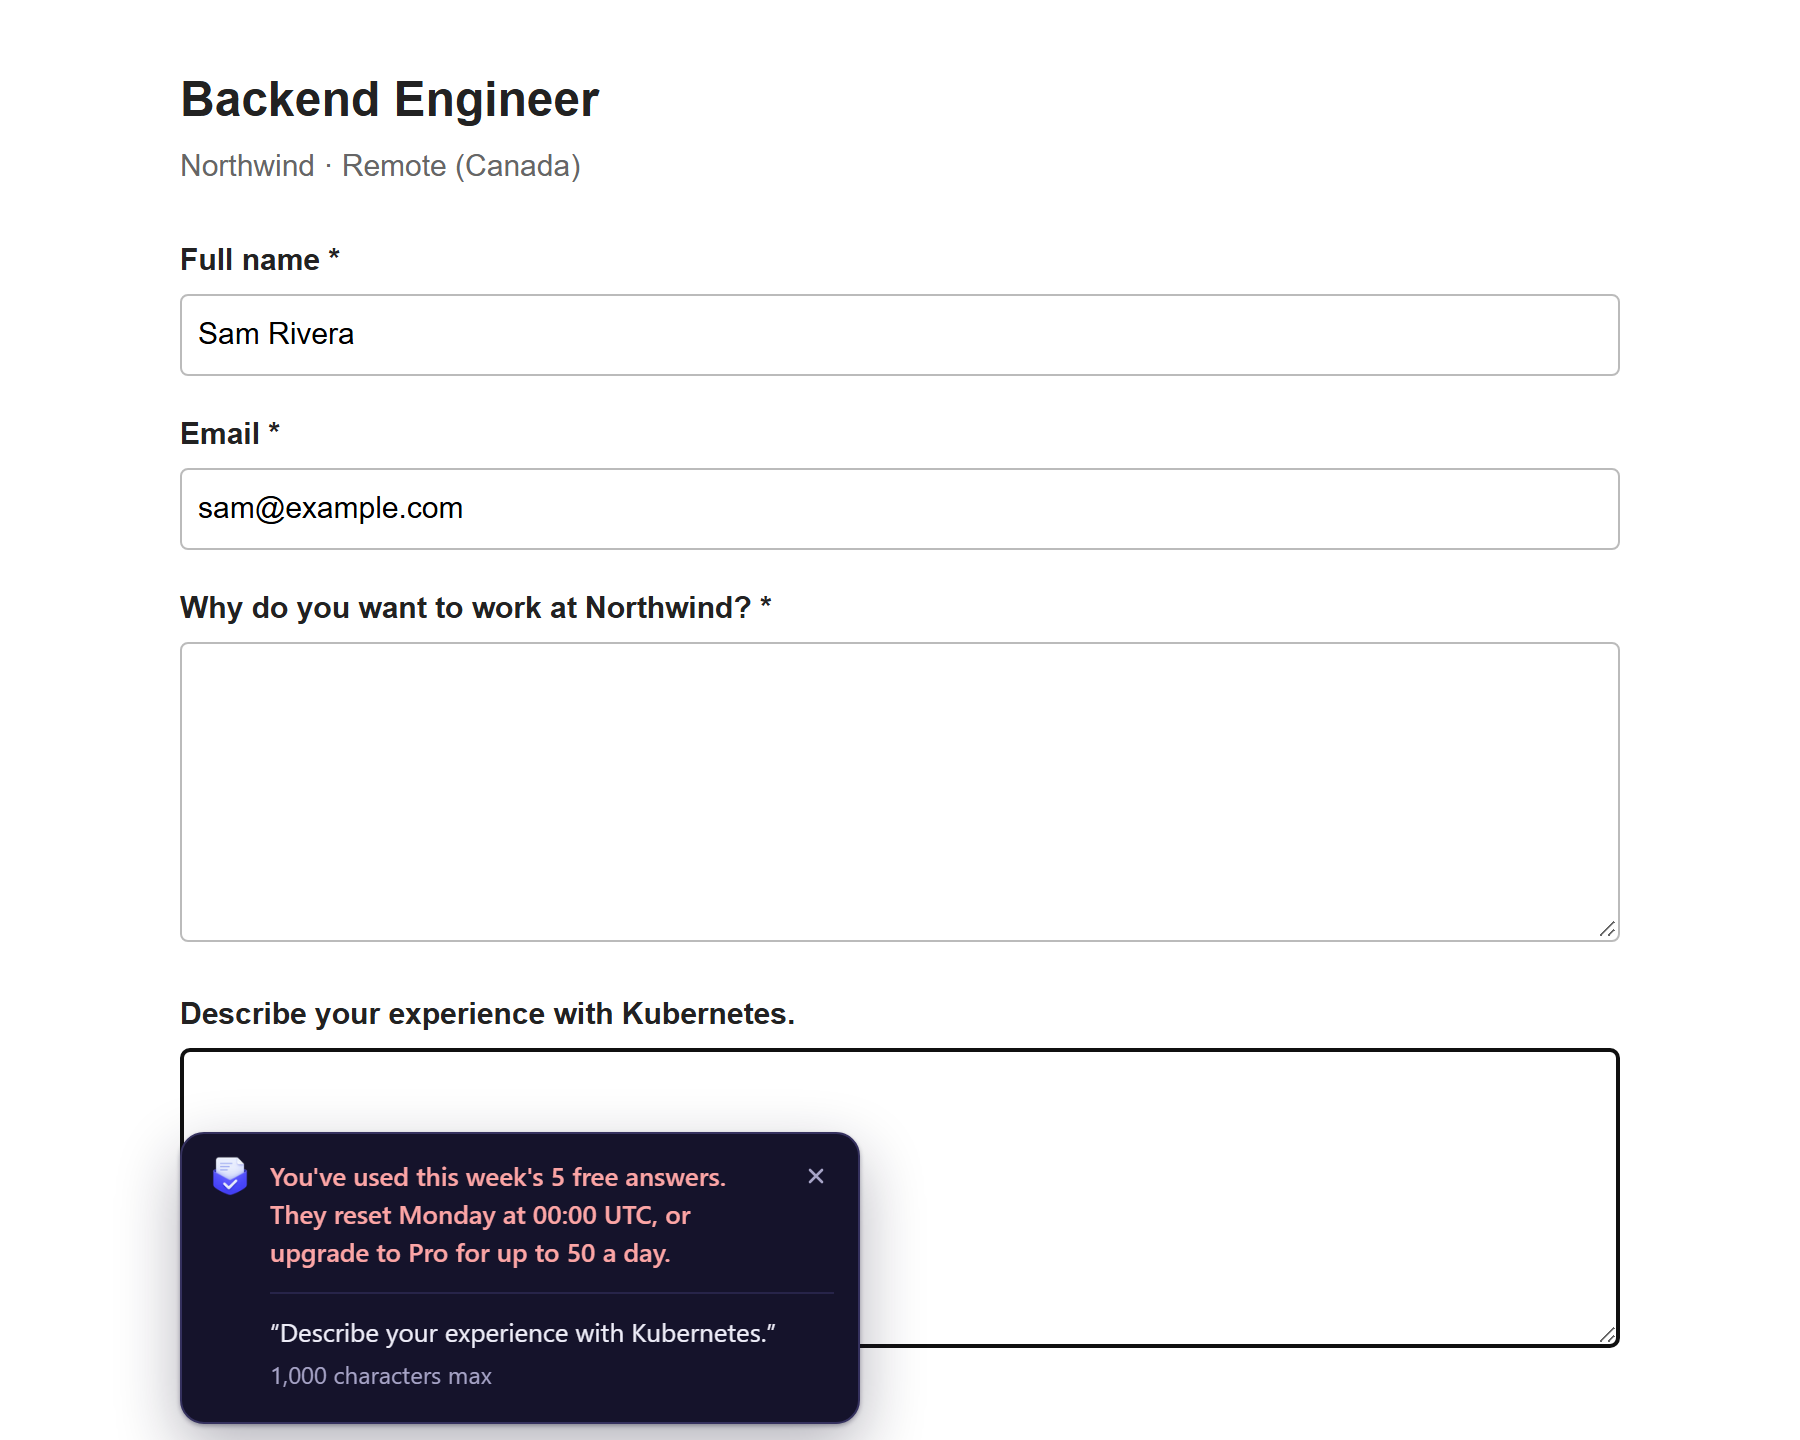 Backend Engineer
Northwind · Remote (Canada)
Full name *
Sam Rivera
Email *
sam@example.com
Why do you want to work at Northwind? *
Describe your experience with Kubernetes.
You've used this week's 5 free answers.
They reset Monday at 00:00 UTC, or
upgrade to Pro for up to 50 a day.
“Describe your experience with Kubernetes.”
1,000 characters max